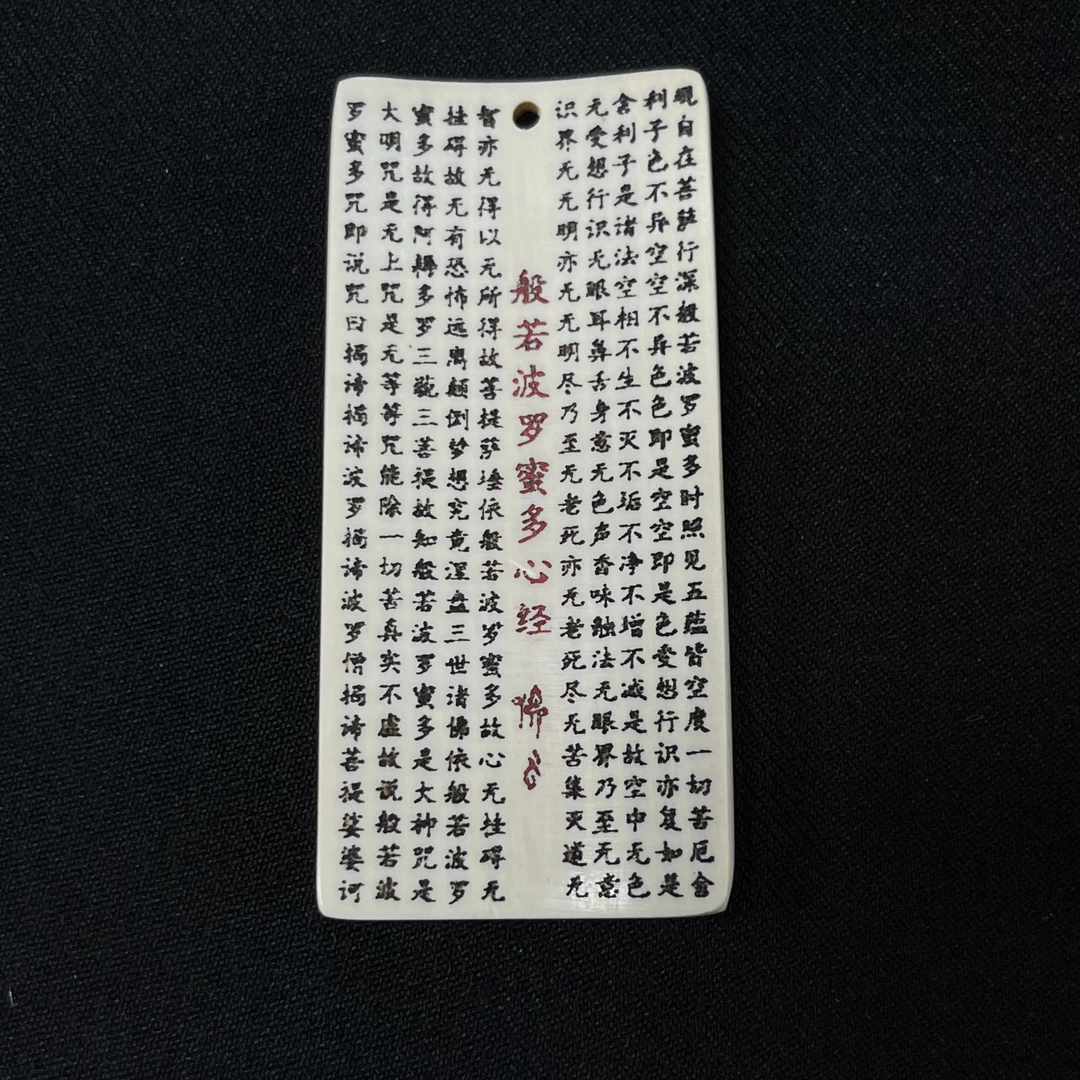 观自在菩萨行深般若波罗蜜多时照见五蕴皆空度一切苦厄舍
利子色不异空空不异色色即是空空即是色受想行识亦复如是
舍利子是诸法空相不生不灭不垢不净不增不减是故空中无色
无受想行识无眼耳鼻舌身意无色声香味触法无眼界乃至无意
识界无无明亦无无明尽乃至无老死亦无老死尽无苦集灭道无
般若波罗蜜多心经 佛心
智亦无得以无所得故菩提萨埵依般若波罗蜜多故心无挂碍无
挂碍故无有恐怖远离颠倒梦想究竟涅盘三世诸佛依般若波罗
蜜多故得阿耨多罗三藐三菩提故知般若波罗蜜多是大神咒是
大明咒是无上咒是无等等咒能除一切苦真实不虚故说般若波
罗蜜多咒即说咒曰揭谛揭谛波罗揭谛波罗僧揭谛菩提娑婆诃